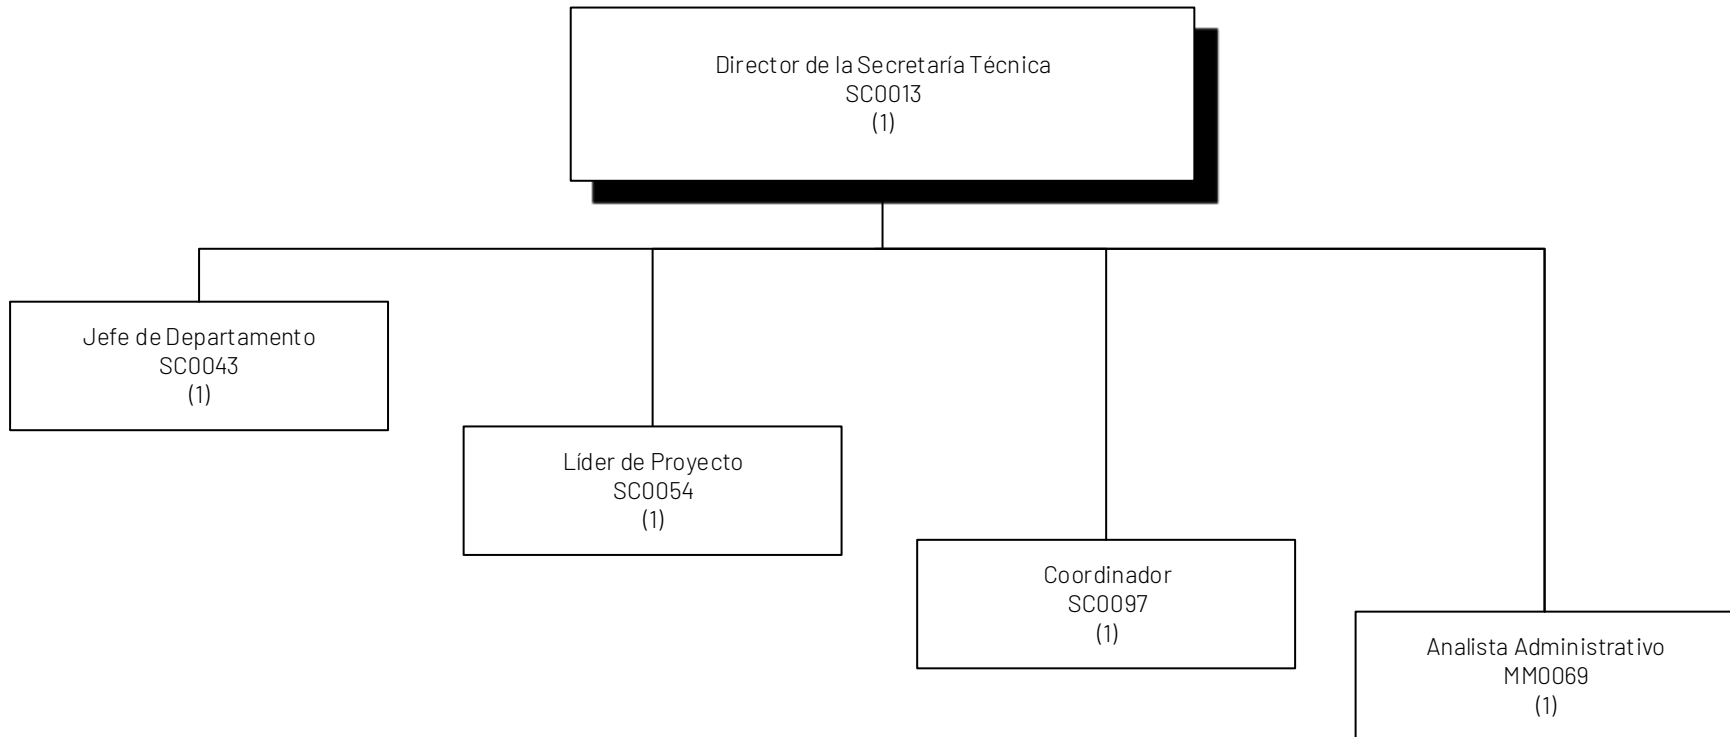 Director de la Secretaría Técnica
SC0013
(1)
Jefe de Departamento
SC0043
(1)
Líder de Proyecto
SC0054
(1)
Coordinador
SC0097
(1)
Analista Administrativo
MM0069
(1)